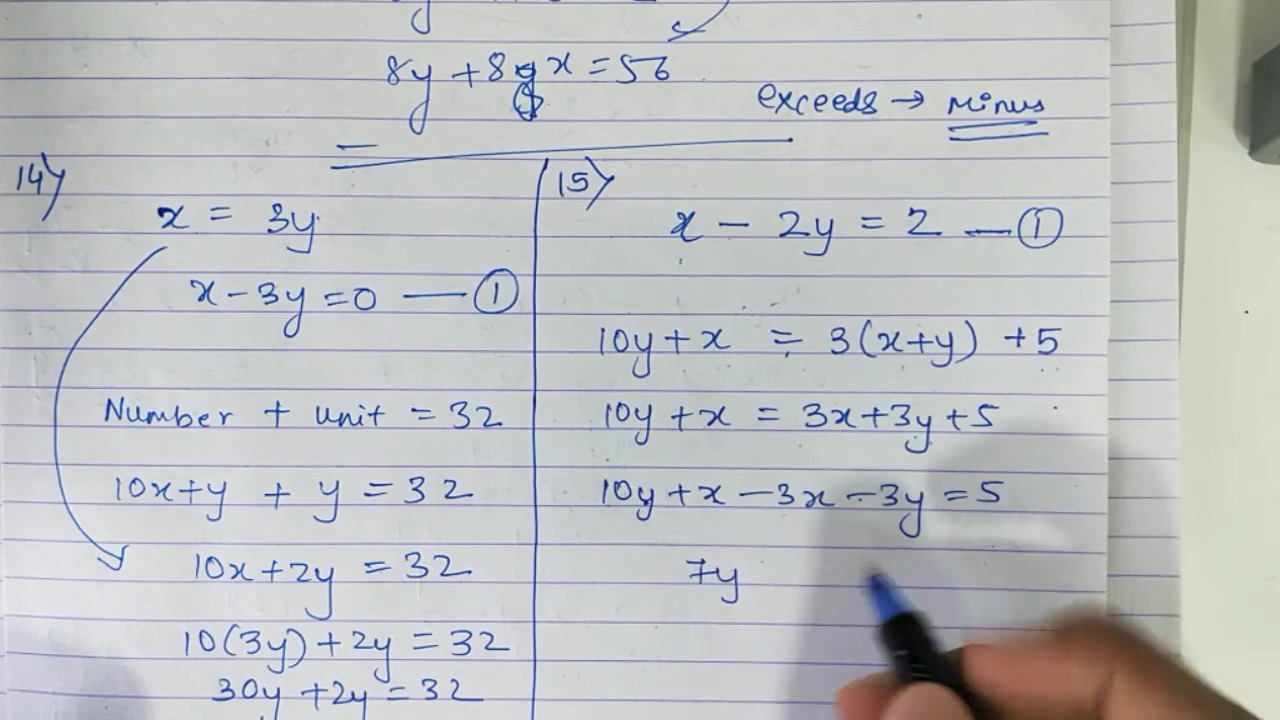 8y + 8x = 56
exceeds → Minus
14)
x = 3y
x - 3y = 0 — ①
Number + unit = 32
10x+y + y = 32
10x+2y = 32
10(3y)+2y = 32
30y +2y = 32
15)
x - 2y = 2 — ①
10y+x = 3(x+y) +5
10y +x = 3x+3y+5
10y +x -3x -3y = 5
7y